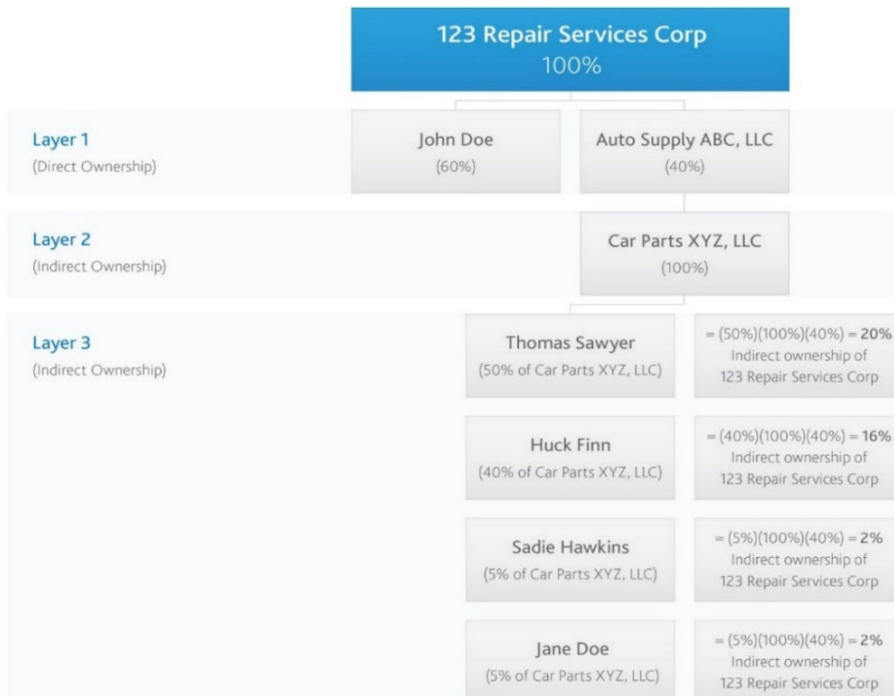 123 Repair Services Corp
100%
Layer 1
(Direct Ownership)
John Doe
(60%)
Auto Supply ABC, LLC
(40%)
Layer 2
(Indirect Ownership)
Car Parts XYZ, LLC
(100%)
Layer 3
(Indirect Ownership)
Thomas Sawyer
(50% of Car Parts XYZ, LLC)
= (50%)(100%)(40%) = 20%
Indirect ownership of
123 Repair Services Corp
Huck Finn
(40% of Car Parts XYZ, LLC)
= (40%)(100%)(40%) = 16%
Indirect ownership of
123 Repair Services Corp
Sadie Hawkins
(5% of Car Parts XYZ, LLC)
= (5%)(100%)(40%) = 2%
Indirect ownership of
123 Repair Services Corp
Jane Doe
(5% of Car Parts XYZ, LLC)
= (5%)(100%)(40%) = 2%
Indirect ownership of
123 Repair Services Corp